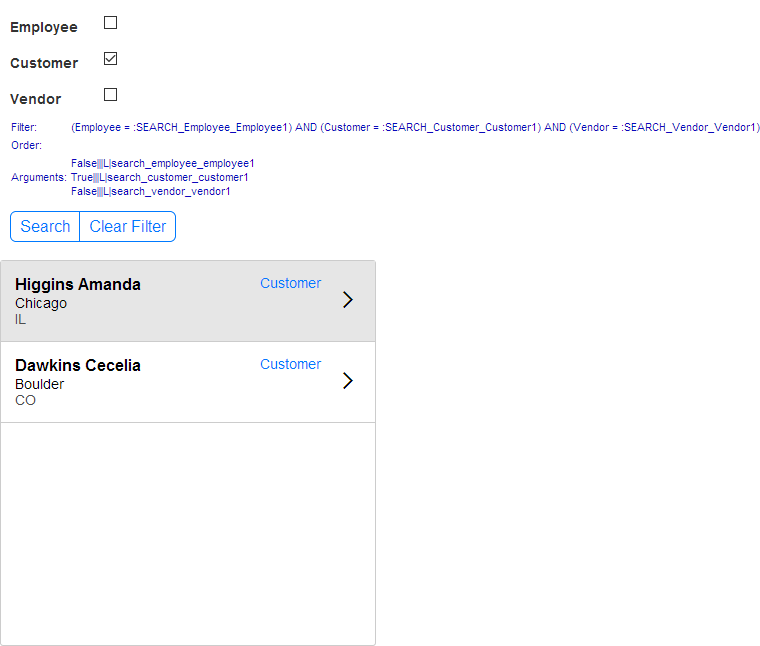 Employee
Customer
Vendor
Filter: (Employee = :SEARCH_Employee_Employee1) AND (Customer = :SEARCH_Customer_Customer1) AND (Vendor = :SEARCH_Vendor_Vendor1)
Order:
False|||L|search_employee_employee1
Arguments: True|||L|search_customer_customer1
False|||L|search_vendor_vendor1
Search Clear Filter
Higgins Amanda Customer
Chicago
IL
Dawkins Cecelia Customer
Boulder
CO